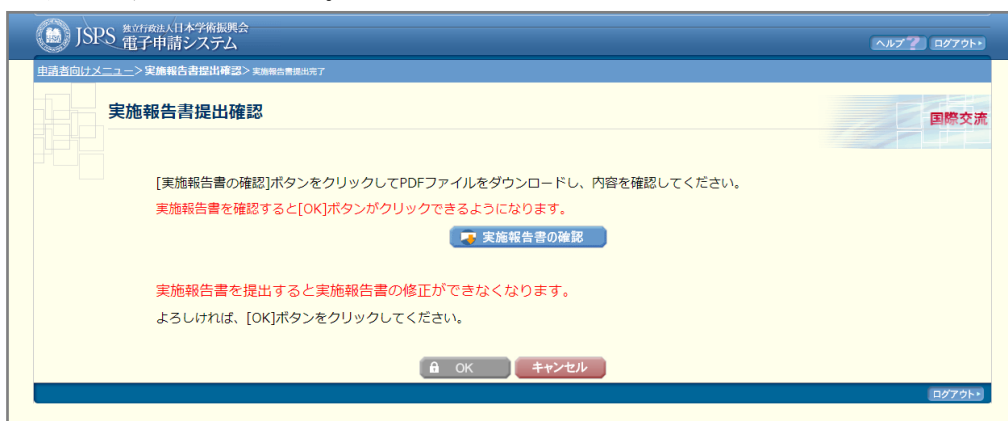 JSPS 独立行政法人日本学術振興会
電子申請システム
ヘルプ? ログアウト
申請者向けメニュー>実施報告書提出確認>実施報告書提出完了
実施報告書提出確認
国際交流
[実施報告書の確認]ボタンをクリックしてPDFファイルをダウンロードし、内容を確認してください。
実施報告書を確認すると[OK]ボタンがクリックできるようになります。
実施報告書の確認
実施報告書を提出すると実施報告書の修正ができなくなります。
よろしければ、[OK]ボタンをクリックしてください。
OK キャンセル
ログアウト